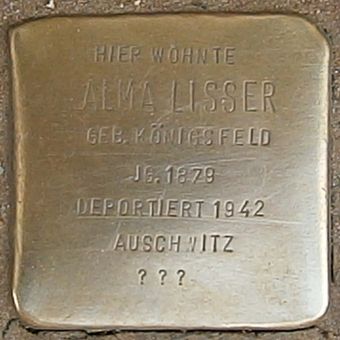 HIER WOHNTE
ALMA LISSER
GEB. KÖNIGSFELD
JG. 1879
DEPORTIERT 1942
AUSCHWITZ
? ? ?